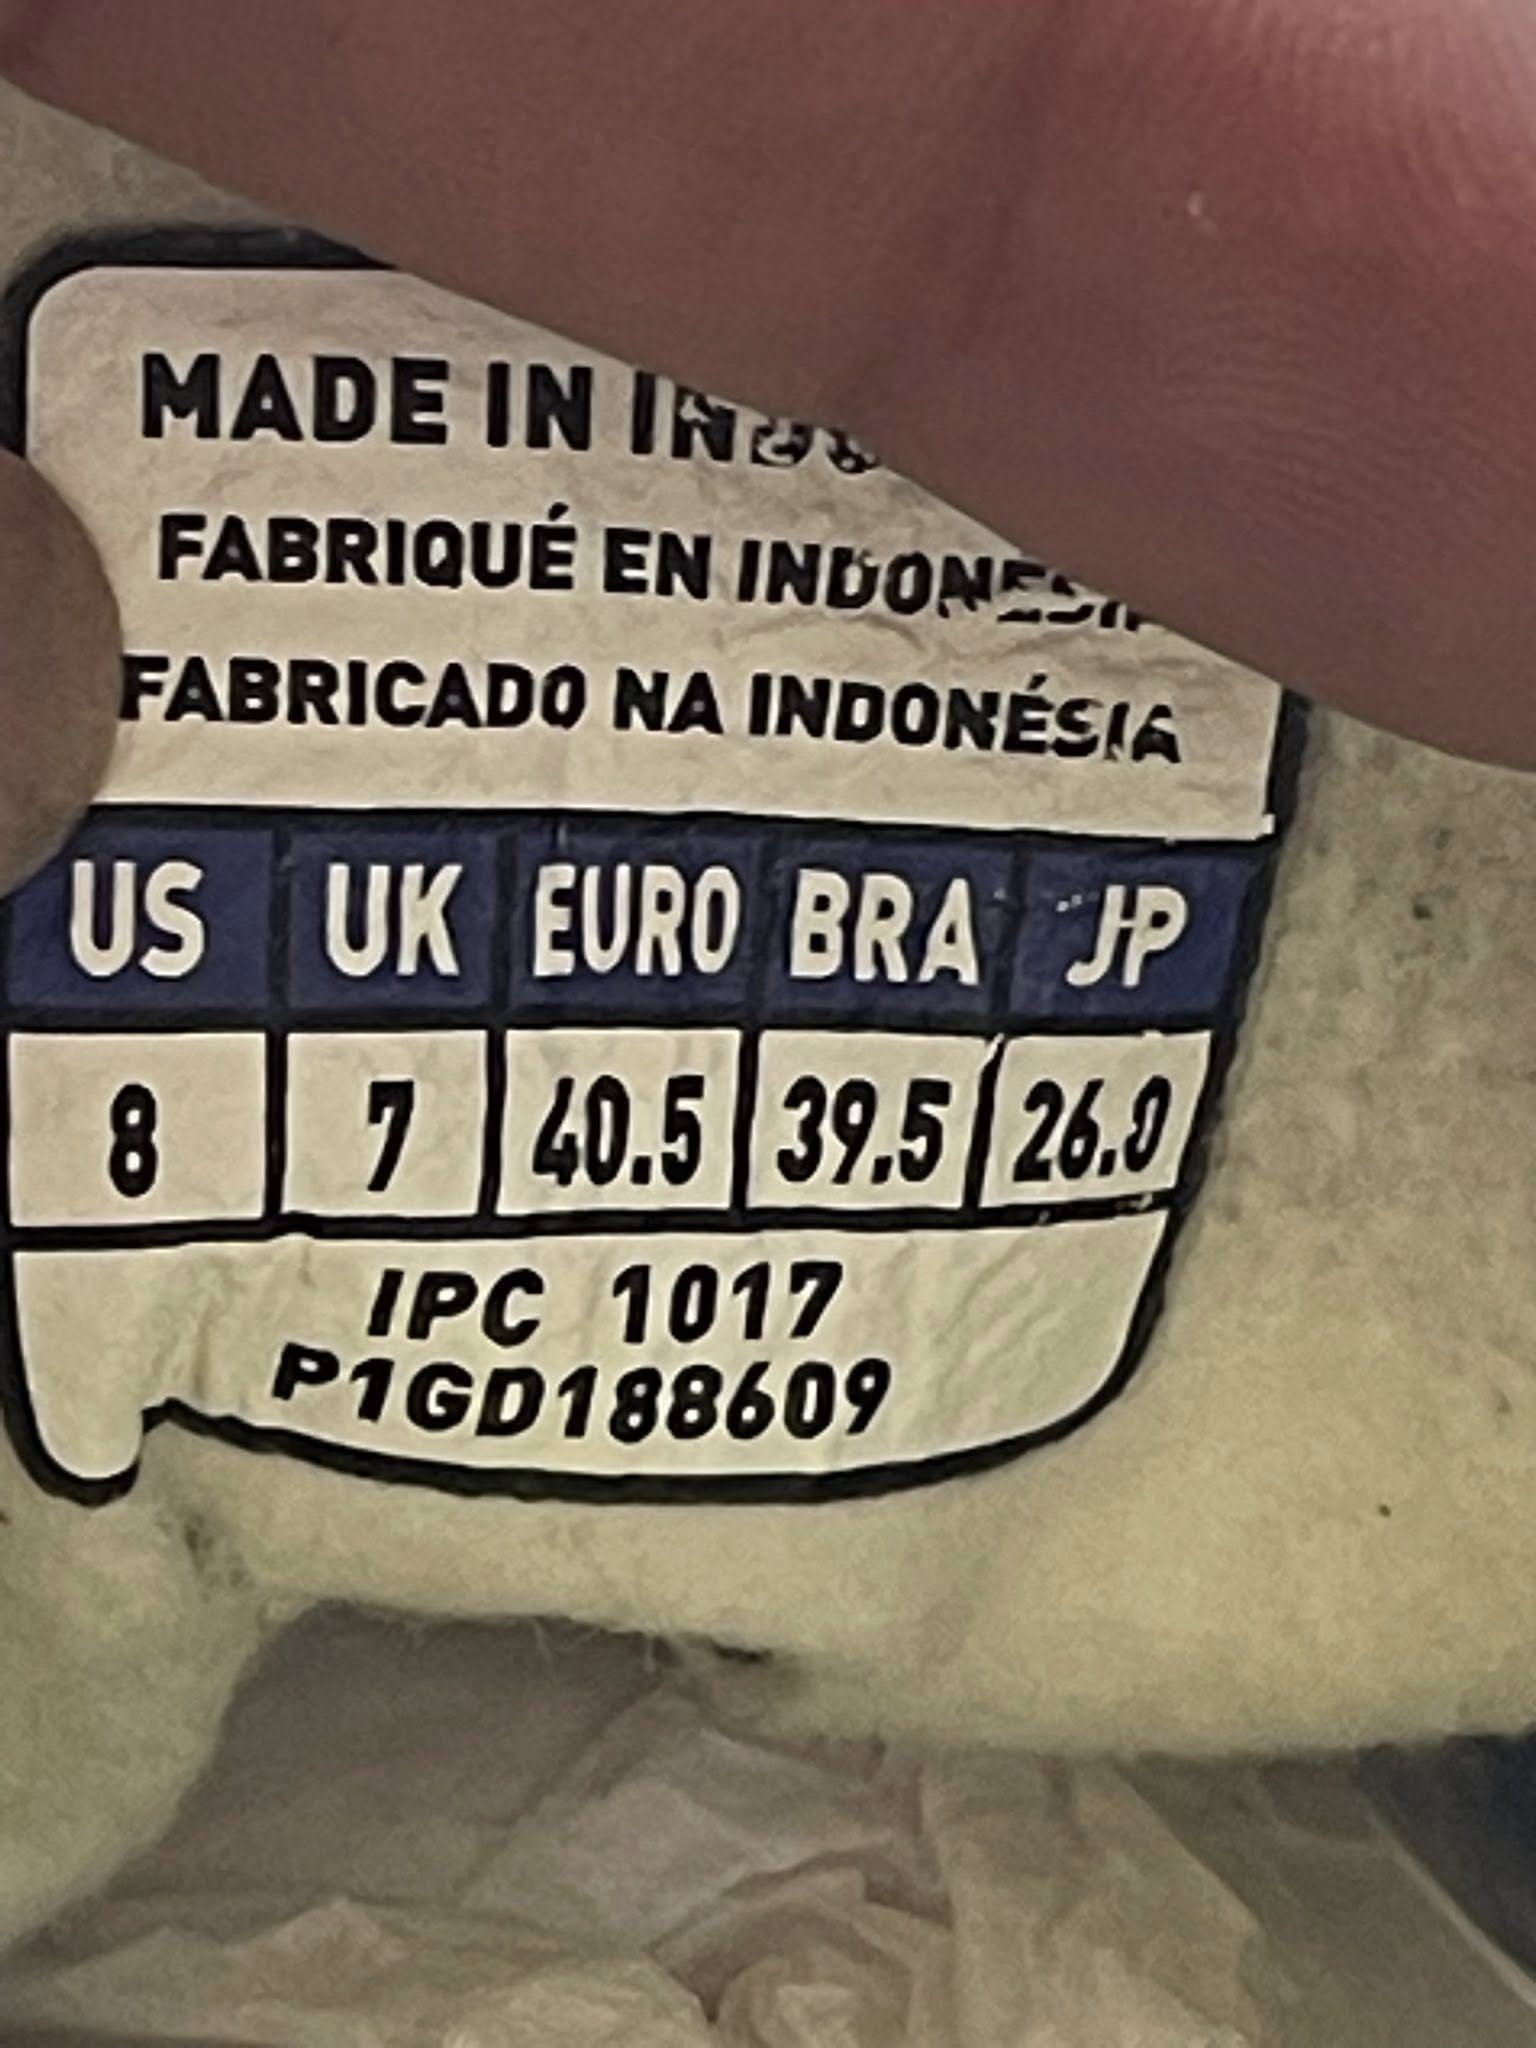 MADE IN
FABRIQUÉ EN INDONÉSIE
FABRICADO NA INDONÉSIA
US UK EURO BRA JP
8 7 40.5 39.5 26.0
IPC 1017
P1GD188609